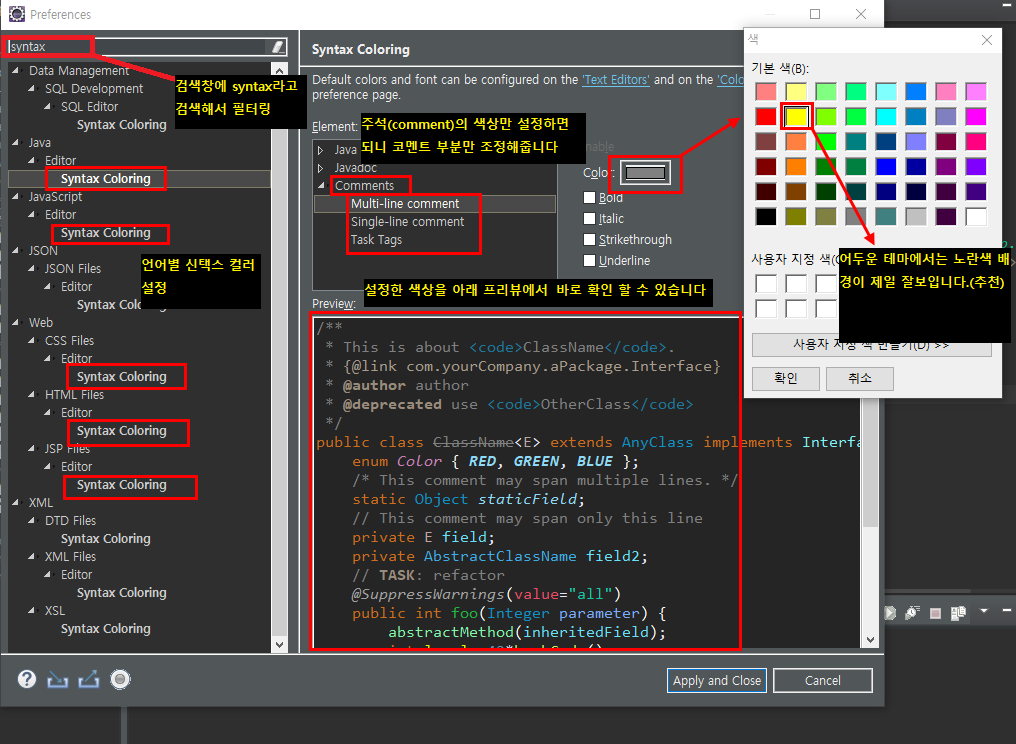 Preferences
syntax
Data Management
SQL Development
SQL Editor
Syntax Coloring
Java
Editor
Syntax Coloring
JavaScript
Editor
Syntax Coloring
JSON
JSON Files
Editor
Web
CSS Files
Editor
Syntax Coloring
HTML Files
Editor
Syntax Coloring
JSP Files
Editor
Syntax Coloring
XML
DTD Files
Syntax Coloring
XML Files
Editor
Syntax Coloring
XSL
Syntax Coloring
검색창에 syntax라고
검색해서 필터링
언어별 신택스 컬러
설정
Syntax Coloring
Default colors and font can be configured on the 'Text Editors' and on the
preference page.
Element:
주석(comment)의 색상만 설정하면
되니 코멘트 부분만 조정해줍니다
Java
Javadoc
Comments
Multi-line comment
Single-line comment
Task Tags
Color:
Bold
Italic
Strikethrough
Underline
설정한 색상을 아래 프리뷰에서 바로 확인 할 수 있습니다
Preview:
/**
* This is about <code>ClassName</code>.
* {@link com.yourCompany.aPackage.Interface}
* @author author
* @deprecated use <code>OtherClass</code>
*/
public class ClassName<E> extends AnyClass implements Interfa
enum Color { RED, GREEN, BLUE };
/* This comment may span multiple lines. */
static Object staticField;
// This comment may span only this line
private E field;
private AbstractClassName field2;
// TASK: refactor
@SuppressWarnings(value="all")
public int foo(Integer parameter) {
abstractMethod(inheritedField);
Apply and Close
Cancel
색
기본 색(B):
사용자 지정 색(C
어두운 테마에서는 노란색 배
경이 제일 잘보입니다.(추천)
사용자 지정 색 만들기(D) >>
확인
취소